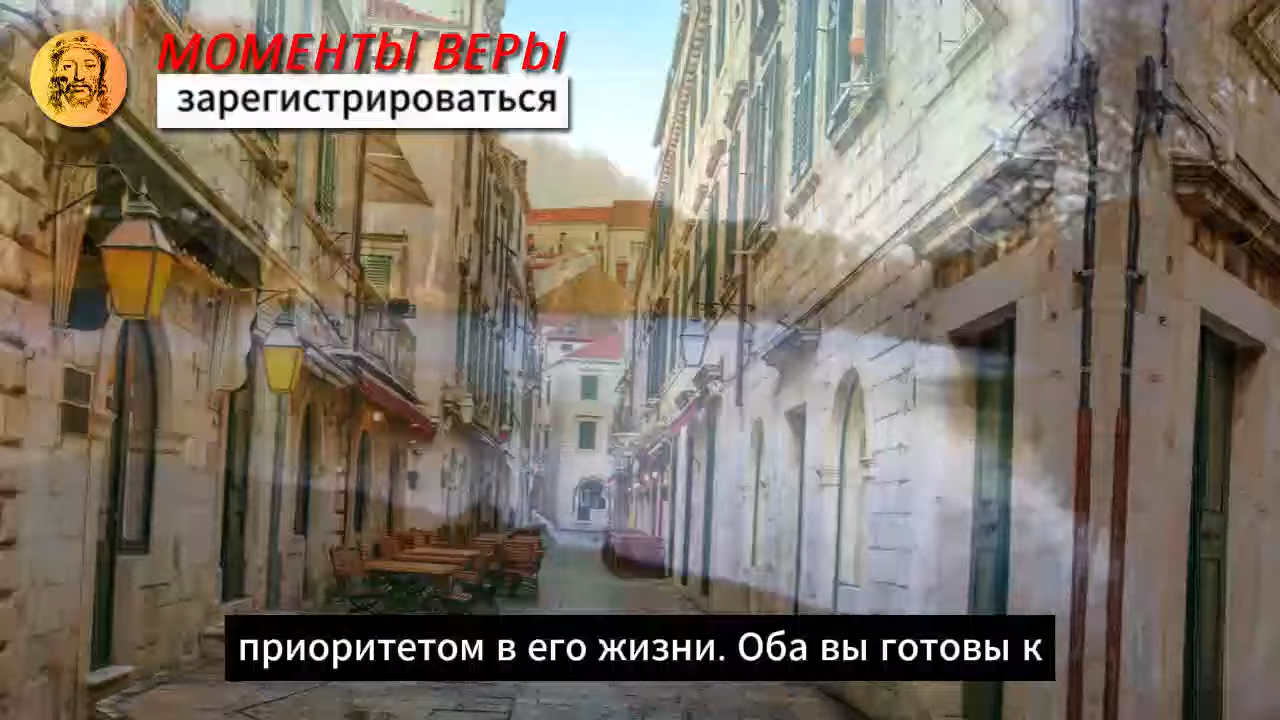 МОМЕНТЫ ВЕРЫ
зарегистрироваться
приоритетом в его жизни. Оба вы готовы к